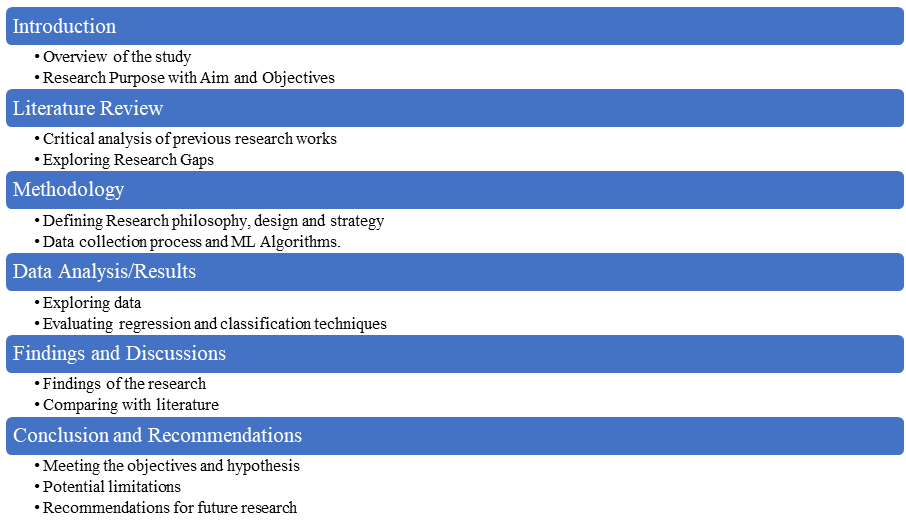 Introduction
• Overview of the study
• Research Purpose with Aim and Objectives
Literature Review
• Critical analysis of previous research works
• Exploring Research Gaps
Methodology
• Defining Research philosophy, design and strategy
• Data collection process and ML Algorithms.
Data Analysis/Results
• Exploring data
• Evaluating regression and classification techniques
Findings and Discussions
• Findings of the research
• Comparing with literature
Conclusion and Recommendations
• Meeting the objectives and hypothesis
• Potential limitations
• Recommendations for future research